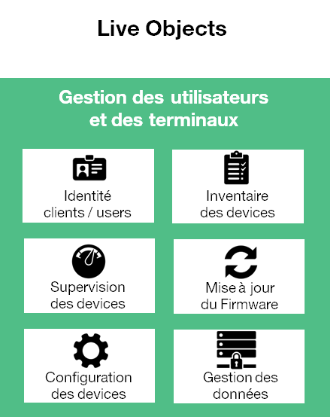 Live Objects
Gestion des utilisateurs
et des terminaux
Identité
clients / users
Inventaire
des devices
Supervision
des devices
Mise à jour
du Firmware
Configuration
des devices
Gestion des
données